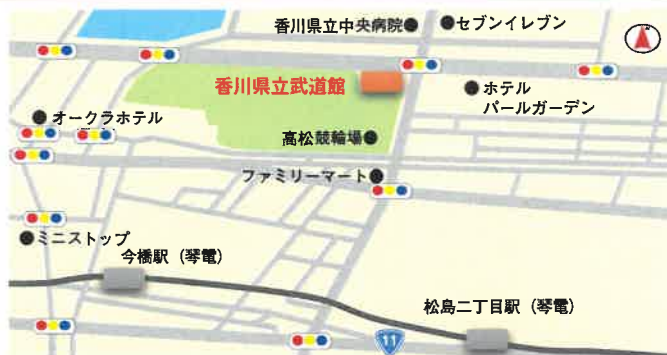 香川県立中央病院
セブンイレブン
香川県立武道館
ホテル
パールガーデン
オークラホテル
高松競輪場
ファミリーマート
ミニストップ
今橋駅（琴電）
松島二丁目駅（琴電）
11